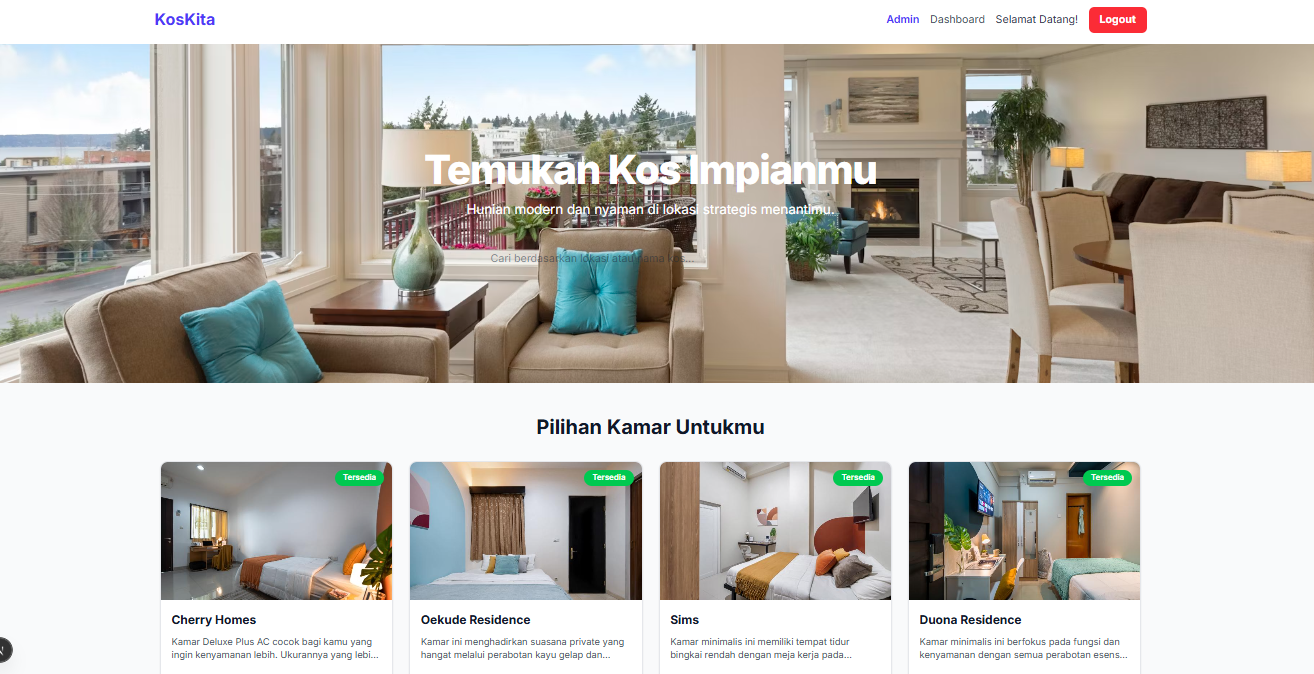 KosKita
Admin Dashboard Selamat Datang! Logout
Temukan Kos Impianmu
Hunian modern dan nyaman di lokasi strategis menantimu.
Cari berdasarkan lokasi atau nama kos...
Pilihan Kamar Untukmu
Tersedia
Tersedia
Tersedia
Tersedia
Cherry Homes
Kamar Deluxe Plus AC cocok bagi kamu yang
ingin kenyamanan lebih. Ukurannya yang lebi...
Oekude Residence
Kamar ini menghadirkan suasana private yang
hangat melalui perabotan kayu gelap dan...
Sims
Kamar minimalis ini memiliki tempat tidur
bingkai rendah dengan meja kerja pada...
Duona Residence
Kamar minimalis ini berfokus pada fungsi dan
kenyamanan dengan semua perabotan esens...